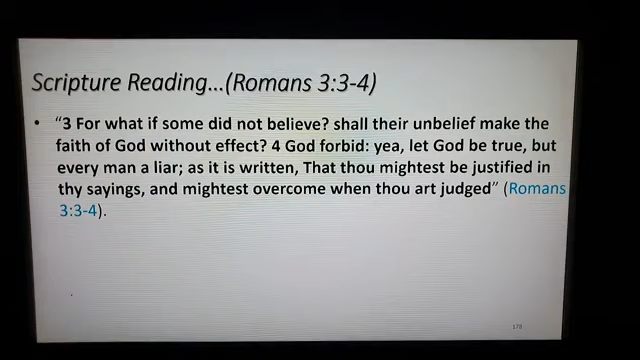 Scripture Reading...(Romans 3:3-4)
• "3 For what if some did not believe? shall their unbelief make the
faith of God without effect? 4 God forbid: yea, let God be true, but
every man a liar; as it is written, That thou mightest be justified in
thy sayings, and mightest overcome when thou art judged" (Romans
3:3-4).
178